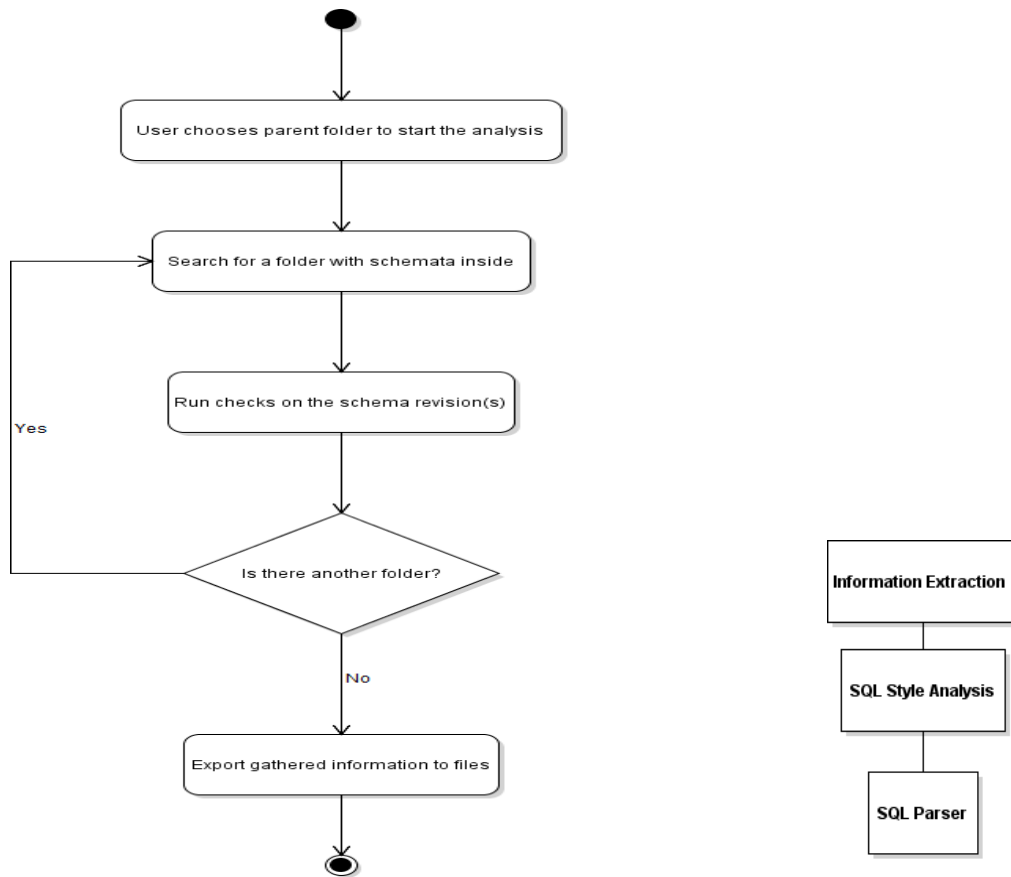 User chooses parent folder to start the analysis
Search for a folder with schemata inside
Run checks on the schema revision(s)
Yes
Is there another folder?
No
Export gathered information to files
Information Extraction
SQL Style Analysis
SQL Parser